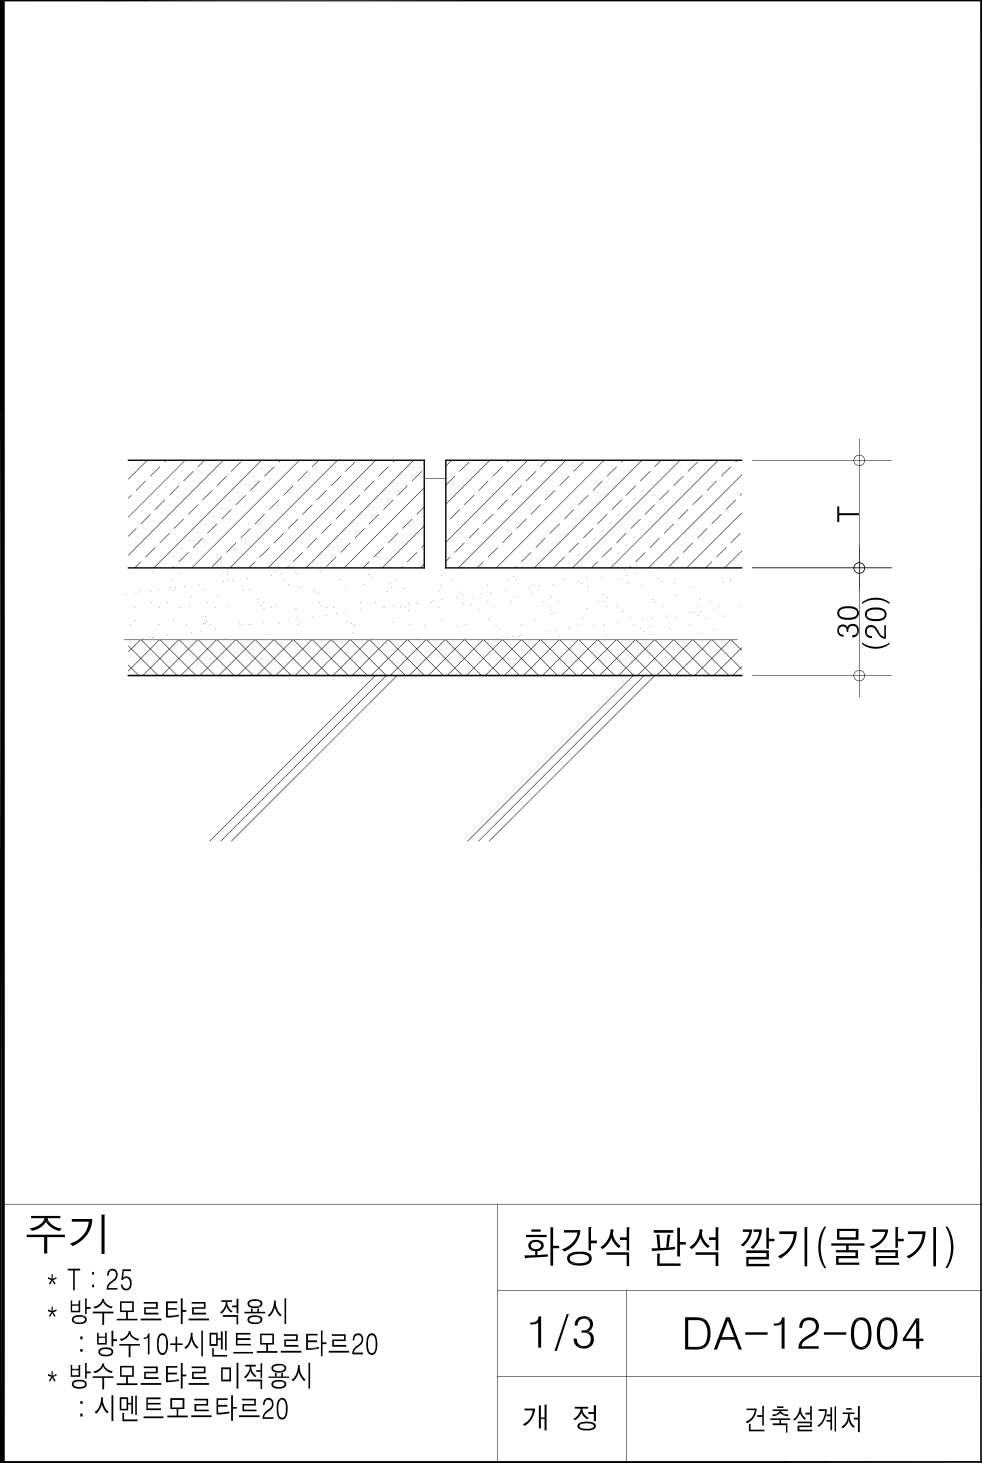 T
30
(20)
주기
* T : 25
* 방수모르타르 적용시
: 방수10+시멘트모르타르20
* 방수모르타르 미적용시
: 시멘트모르타르20
화강석 판석 깔기(물갈기)
1/3
DA-12-004
개 정
건축설계처